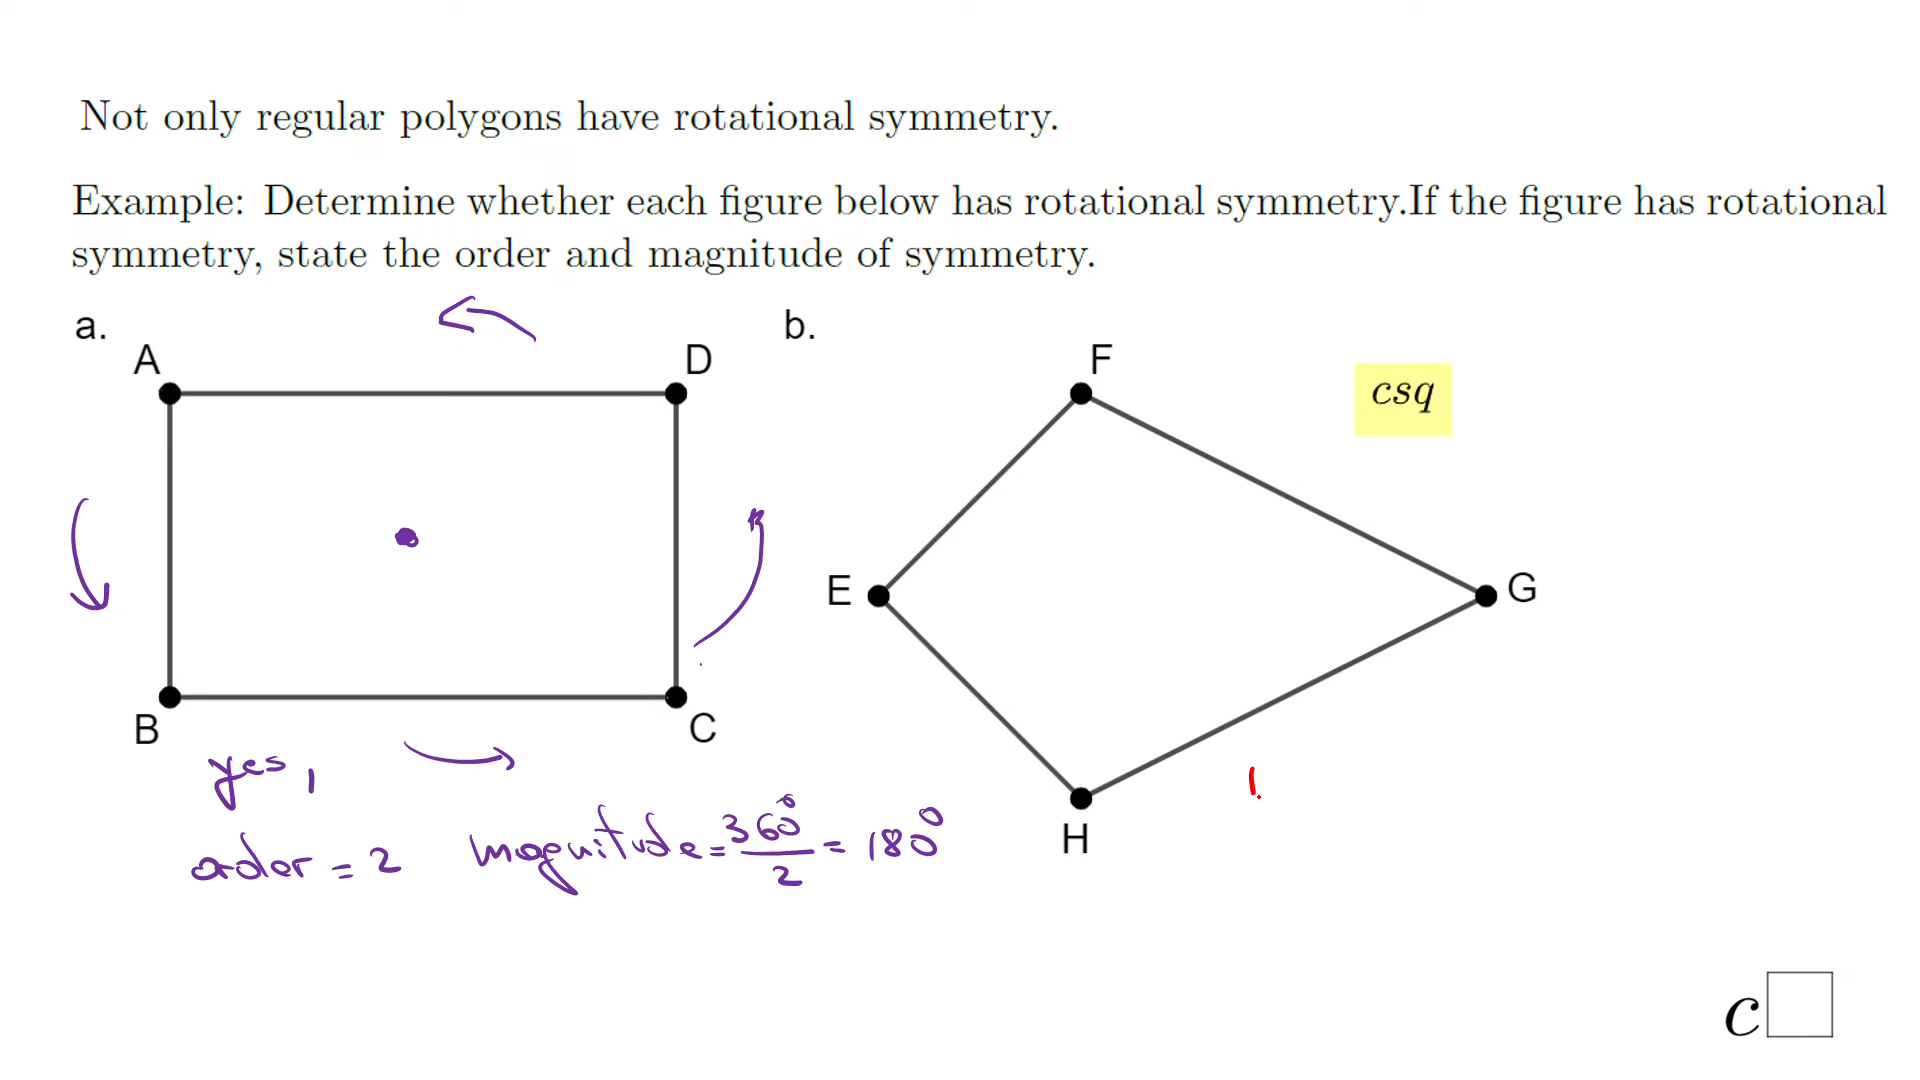 Not only regular polygons have rotational symmetry.
Example: Determine whether each figure below has rotational symmetry.If the figure has rotational
symmetry, state the order and magnitude of symmetry.
a.
b.
A
D
F
csq
E
G
B
C
H
yes,
order = 2 magnitude = 360°/2 = 180°
c